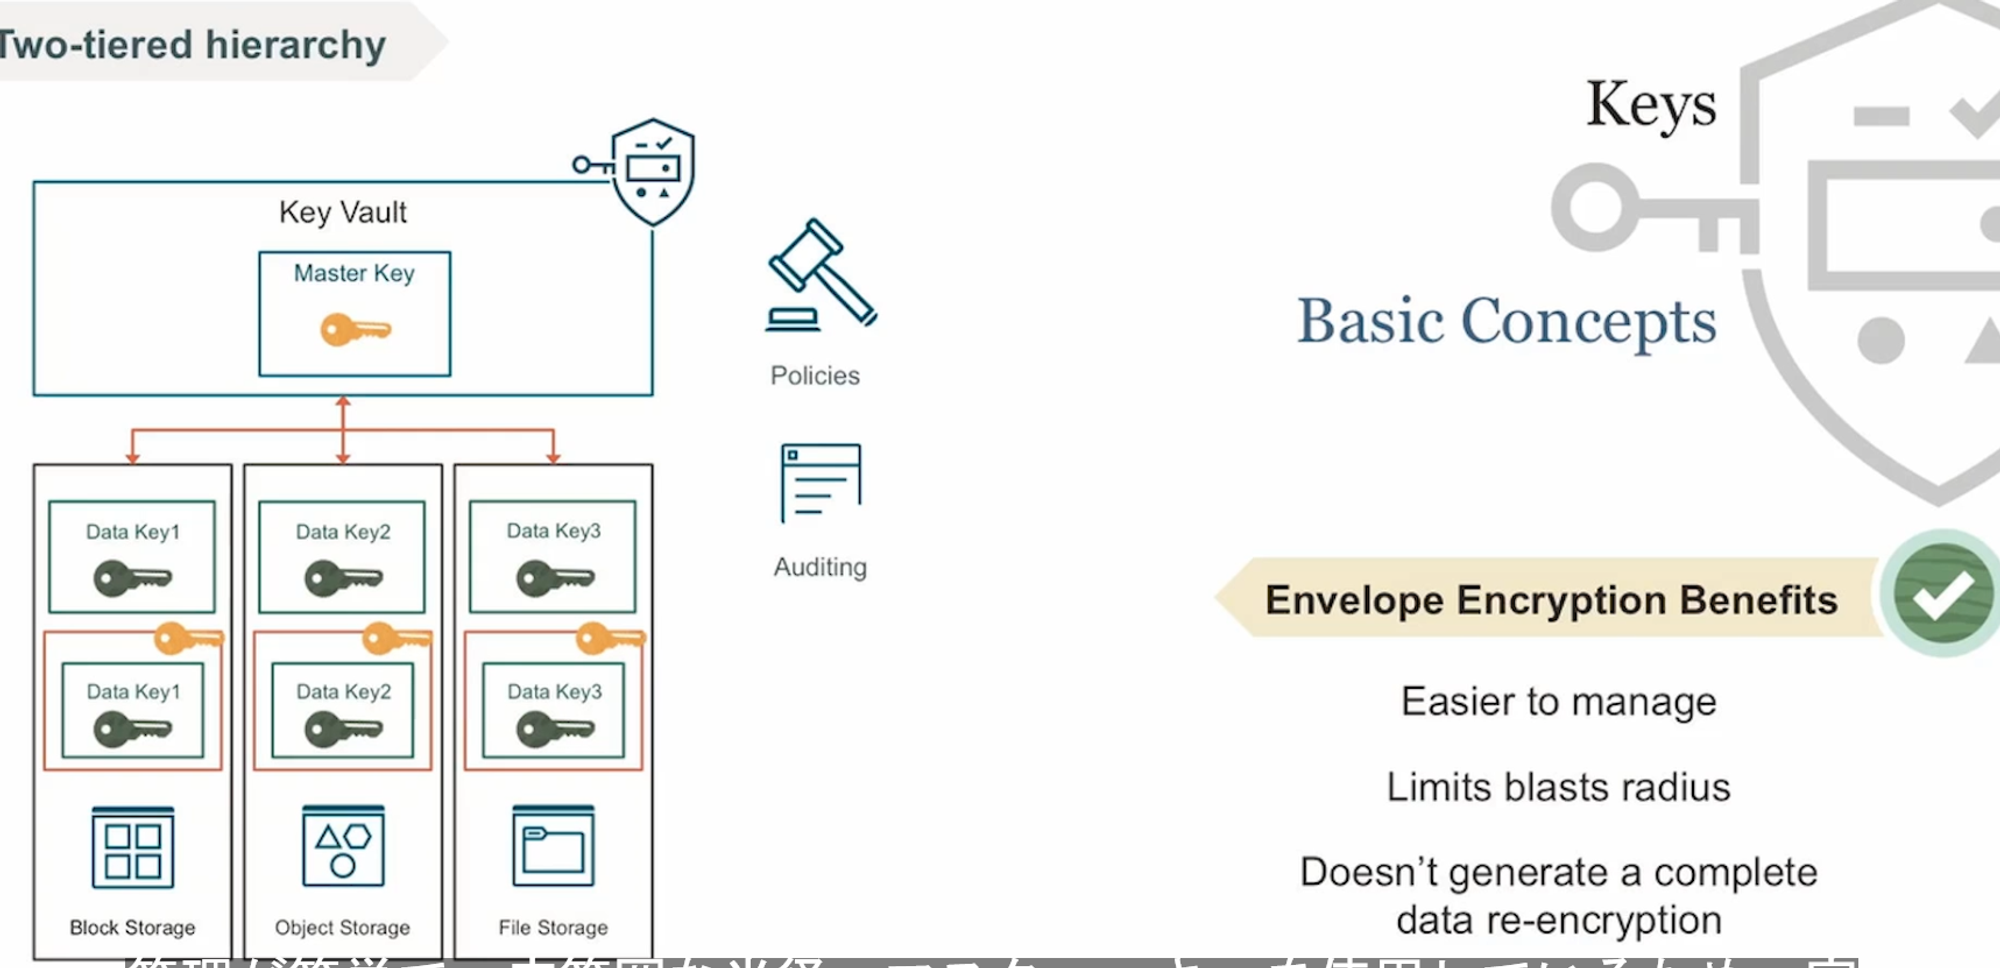 Two-tiered hierarchy
Key Vault
Master Key
Data Key1
Data Key2
Data Key3
Data Key1
Data Key2
Data Key3
Block Storage
Object Storage
File Storage
Policies
Auditing
Keys
Basic Concepts
Envelope Encryption Benefits
Easier to manage
Limits blasts radius
Doesn’t generate a complete
data re-encryption